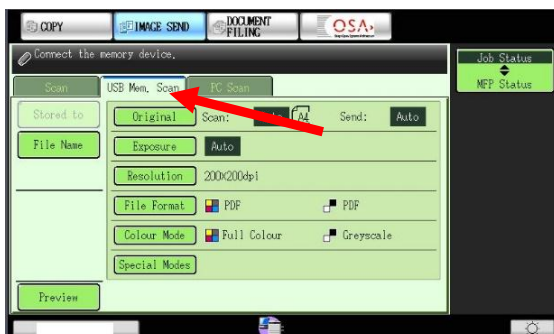 COPY
IMAGE SEND
DOCUMENT
FILING
OSA
Connect the memory device.
Job Status
MFP Status
Scan
USB Mem. Scan
PC Scan
Stored to
Original
Scan:
A4
Send:
Auto
File Name
Exposure
Auto
Resolution
200X200dpi
File Format
PDF
PDF
Colour Mode
Full Colour
Greyscale
Special Modes
Preview